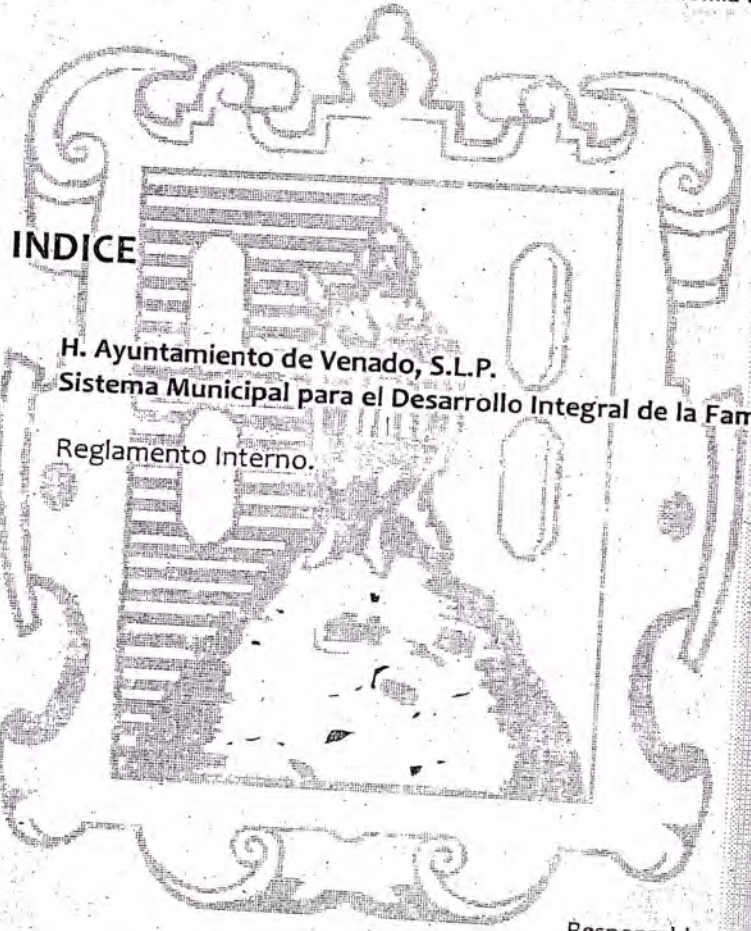 INDICE
H. Ayuntamiento de Venado, S.L.P.
Sistema Municipal para el Desarrollo Integral de la Fam
Reglamento Interno.